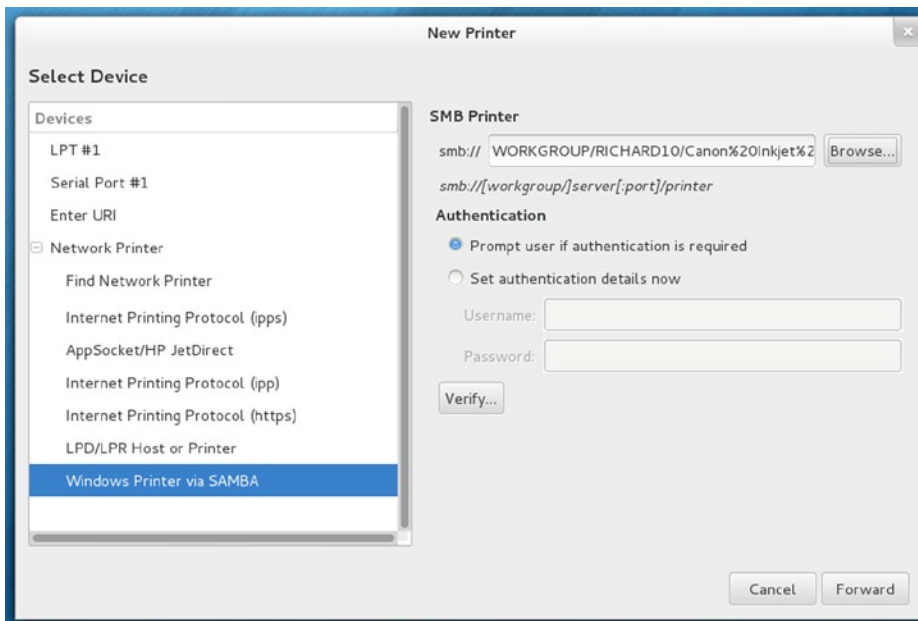 New Printer
Select Device
Devices
LPT #1
Serial Port #1
Enter URI
Network Printer
Find Network Printer
Internet Printing Protocol (ipps)
AppSocket/HP JetDirect
Internet Printing Protocol (ipp)
Internet Printing Protocol (https)
LPD/LPR Host or Printer
Windows Printer via SAMBA
SMB Printer
smb:// WORKGROUP/RICHARD10/Canon%20Inkjet%2 Browse...
smb://[workgroup/]server[:port]/printer
Authentication
Prompt user if authentication is required
Set authentication details now
Username:
Password:
Verify...
Cancel Forward